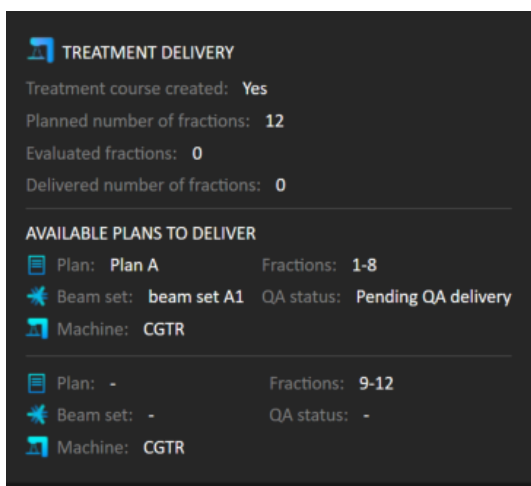 TREATMENT DELIVERY
Treatment course created: Yes
Planned number of fractions: 12
Evaluated fractions: 0
Delivered number of fractions: 0
AVAILABLE PLANS TO DELIVER
Plan: Plan A Fractions: 1-8
Beam set: beam set A1 QA status: Pending QA delivery
Machine: CGTR
Plan: - Fractions: 9-12
Beam set: - QA status: -
Machine: CGTR